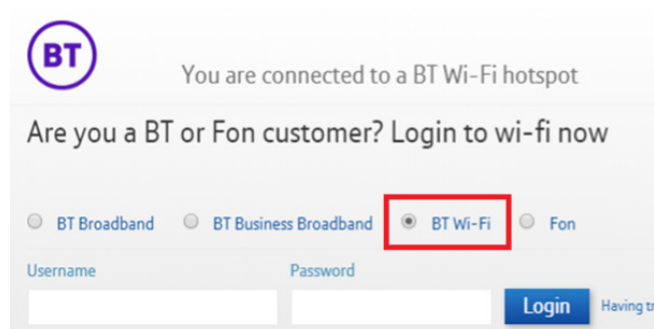 BT
You are connected to a BT Wi-Fi hotspot
Are you a BT or Fon customer? Login to wi-fi now
BT Broadband BT Business Broadband BT Wi-Fi Fon
Username Password
Login Having